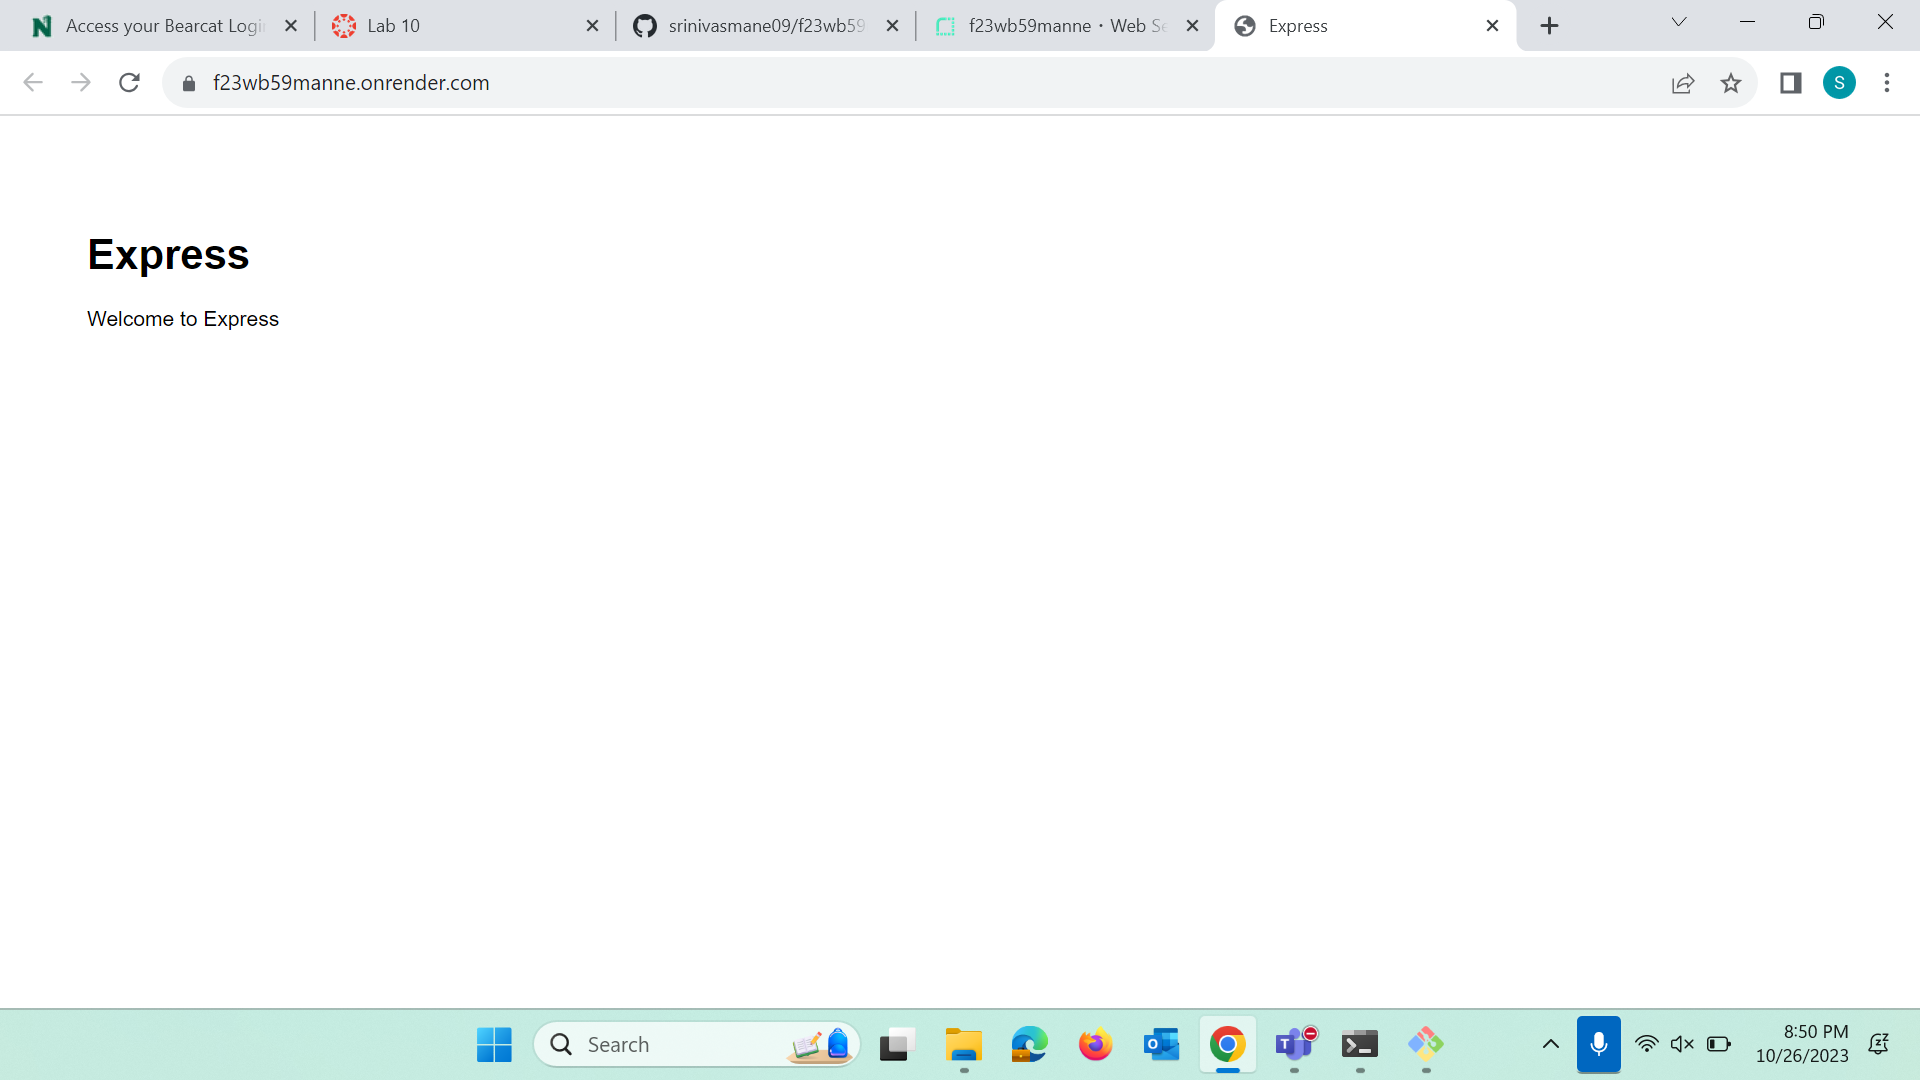 Access your Bearcat Logi
Lab 10
srinivasmane09/f23wb59
f23wb59manne · Web Se
Express
f23wb59manne.onrender.com
S
Express
Welcome to Express
Search
8:50 PM
10/26/2023